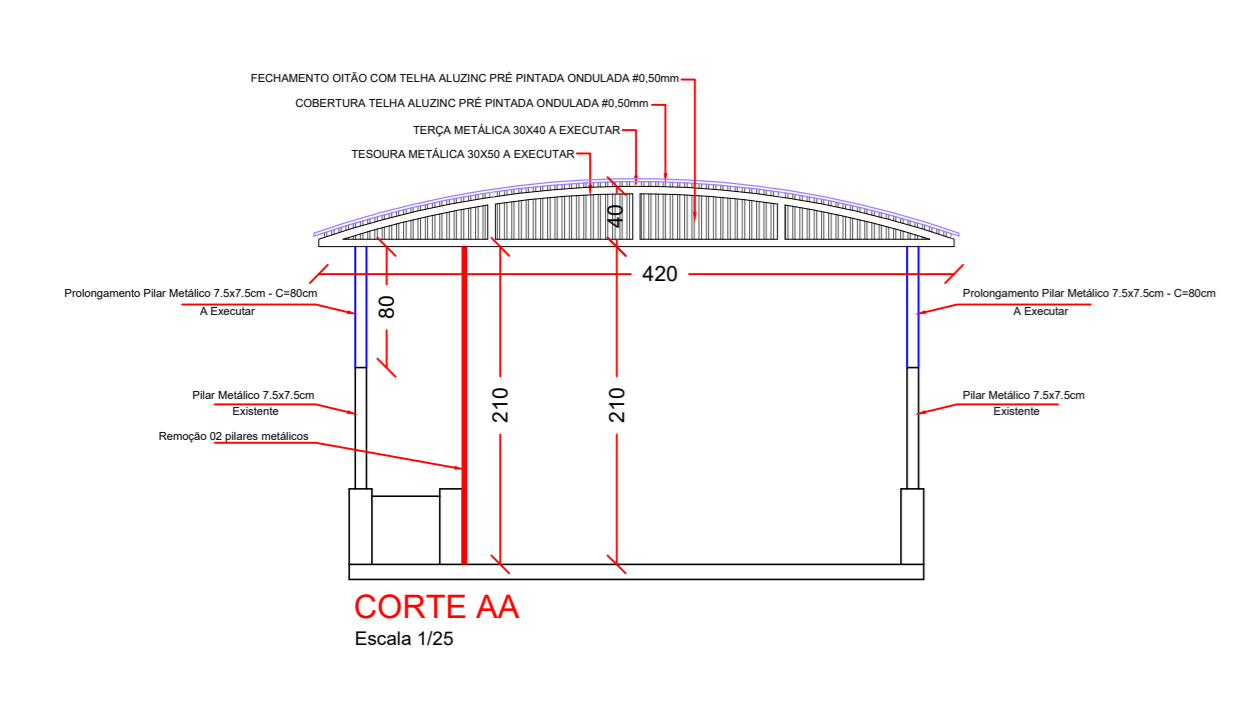 FECHAMENTO OITÃO COM TELHA ALUZINC PRÉ PINTADA ONDULADA #0,50mm
COBERTURA TELHA ALUZINC PRÉ PINTADA ONDULADA #0,50mm
TERÇA METÁLICA 30X40 A EXECUTAR
TESOURA METÁLICA 30X50 A EXECUTAR
40
420
Prolongamento Pilar Metálico 7.5x7.5cm - C=80cm
A Executar
80
Prolongamento Pilar Metálico 7.5x7.5cm - C=80cm
A Executar
Pilar Metálico 7.5x7.5cm
Existente
210
210
Pilar Metálico 7.5x7.5cm
Existente
Remoção 02 pilares metálicos
CORTE AA
Escala 1/25